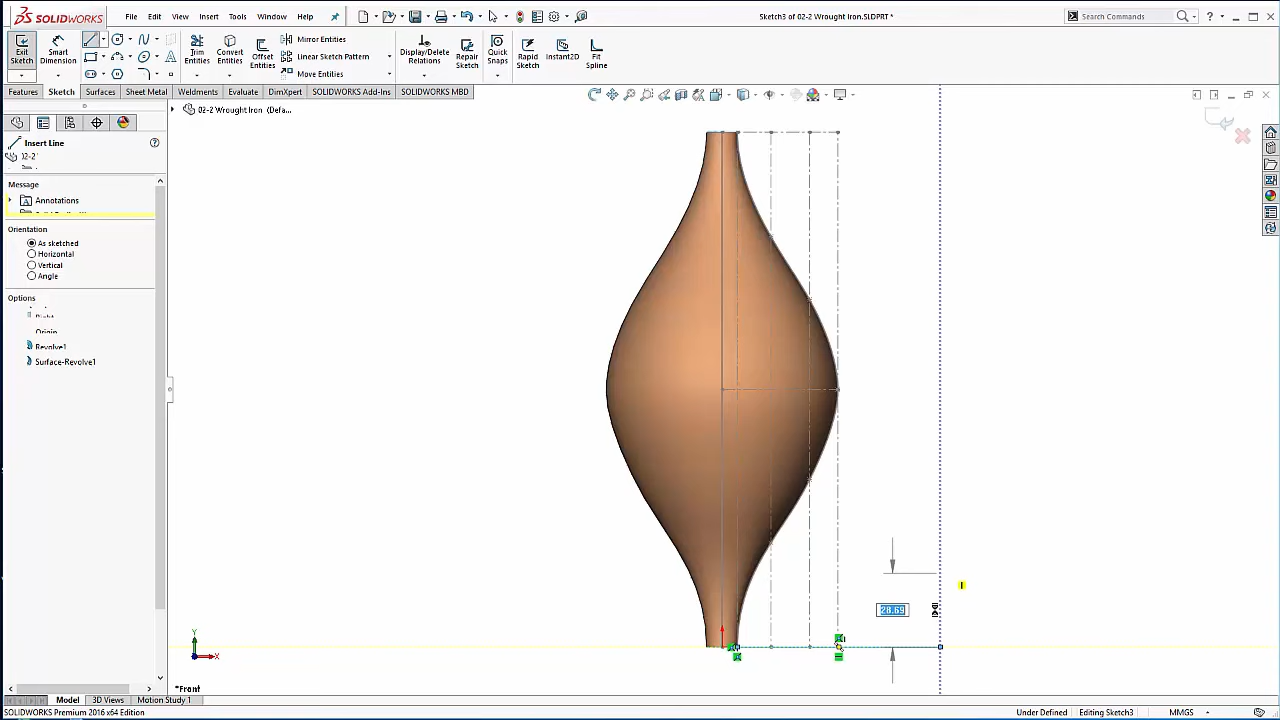 SOLIDWORKS File Edit View Insert Tools Window Help Sketch3 of 02-2 Wrought Iron.SLDPRT * Search Commands
Exit Sketch
Smart Dimension
Trim Entities
Convert Entities
Offset Entities
Mirror Entities
Linear Sketch Pattern
Move Entities
Display/Delete Relations
Repair Sketch
Quick Snaps
Rapid Sketch
Instant2D
Fit Spline
Features Sketch Surfaces Sheet Metal Weldments Evaluate DimXpert SOLIDWORKS Add-Ins SOLIDWORKS MBD
02-2 Wrought Iron (Defa...
Insert Line
Message
Annotations
Orientation
As sketched
Horizontal
Vertical
Angle
Options
Origin
Revolve1
Surface-Revolve1
28.69
Y
X
*Front
Model 3D Views Motion Study 1
SOLIDWORKS Premium 2016 x64 Edition Under Defined Editing Sketch3 MMGS